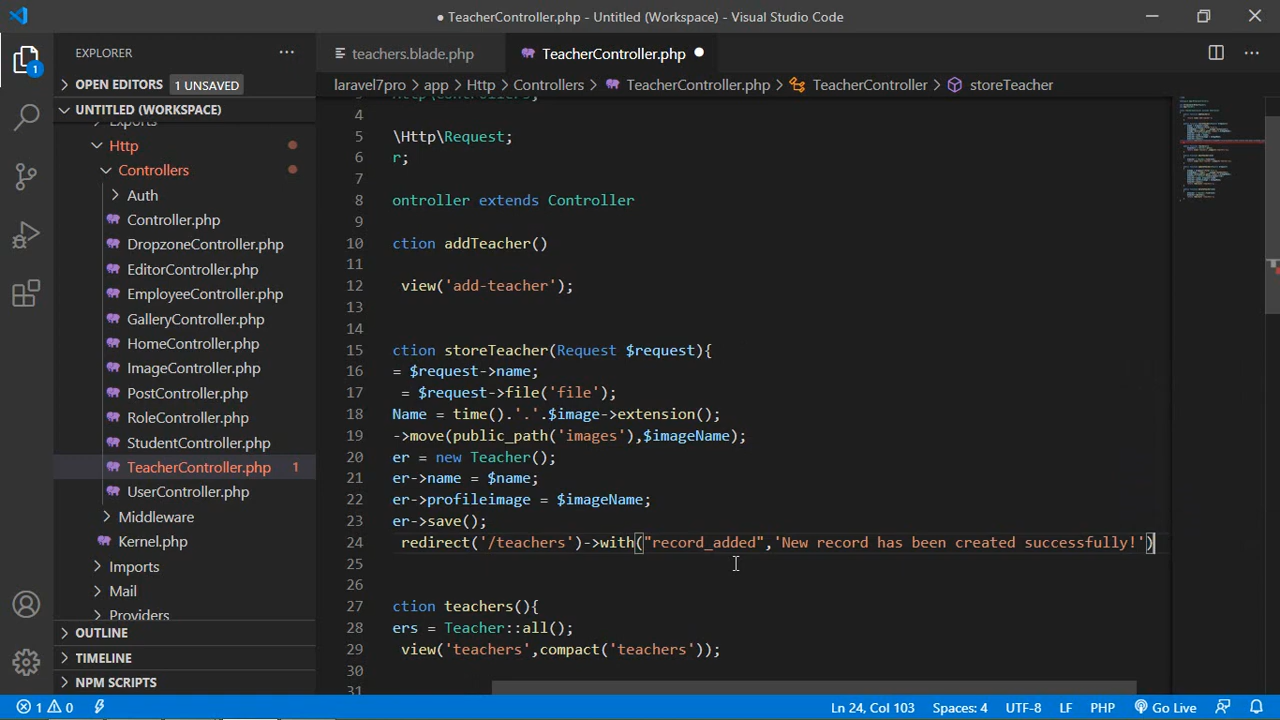 ● TeacherController.php - Untitled (Workspace) - Visual Studio Code
EXPLORER
teachers.blade.php
TeacherController.php
OPEN EDITORS 1 UNSAVED
laravel7pro > app > Http > Controllers > TeacherController.php > TeacherController > storeTeacher
UNTITLED (WORKSPACE)
Exports
Http
Controllers
Auth
Controller.php
DropzoneController.php
EditorController.php
EmployeeController.php
GalleryController.php
HomeController.php
ImageController.php
PostController.php
RoleController.php
StudentController.php
TeacherController.php 1
UserController.php
Middleware
Kernel.php
Imports
Mail
Providers
OUTLINE
TIMELINE
NPM SCRIPTS
1
Http\Controllers;
4
5 \Http\Request;
6 r;
7
8 ontroller extends Controller
9
10 ction addTeacher()
11
12 view('add-teacher');
13
14
15 ction storeTeacher(Request $request){
16 = $request->name;
17 = $request->file('file');
18 Name = time().'.'.$image->extension();
19 ->move(public_path('images'),$imageName);
20 er = new Teacher();
21 er->name = $name;
22 er->profileimage = $imageName;
23 er->save();
24 redirect('/teachers')->with("record_added",'New record has been created successfully!')
25
26
27 ction teachers(){
28 ers = Teacher::all();
29 view('teachers',compact('teachers'));
30
31
1 0
Ln 24, Col 103
Spaces: 4
UTF-8
LF
PHP
Go Live